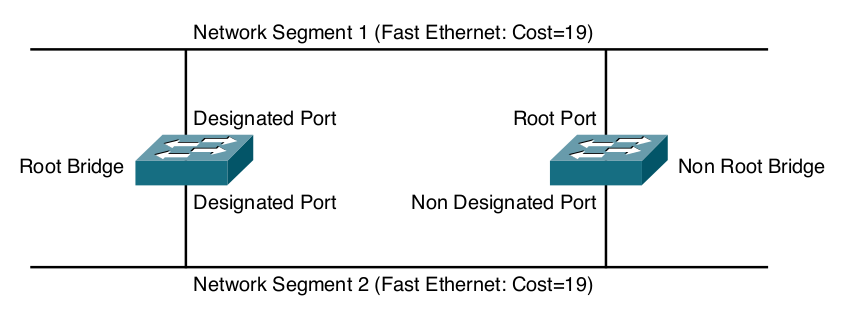 Network Segment 1 (Fast Ethernet: Cost=19)
Designated Port
Root Port
Root Bridge
Non Root Bridge
Designated Port
Non Designated Port
Network Segment 2 (Fast Ethernet: Cost=19)